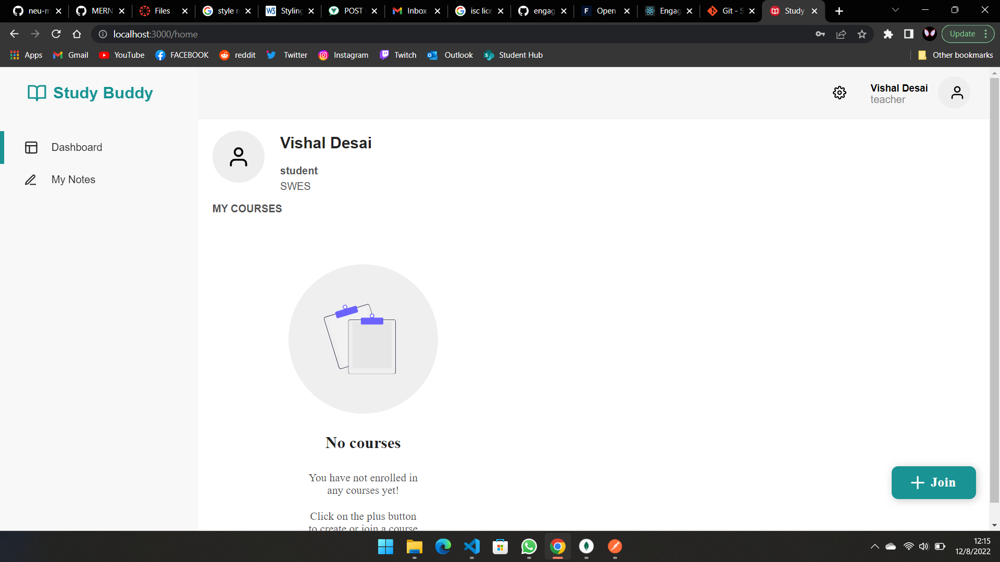 neu-m
MERN
Files
style r
Styling
POST
Inbox
isc lice
engag
Open
Engag
Git - S
Study
localhost:3000/home
Update
Apps
Gmail
YouTube
FACEBOOK
reddit
Twitter
Instagram
Twitch
Outlook
Student Hub
Other bookmarks
Study Buddy
Vishal Desai
teacher
Dashboard
My Notes
Vishal Desai
student
SWES
MY COURSES
No courses
You have not enrolled in
any courses yet!
Click on the plus button
to create or join a course
Join
12:15
12/8/2022